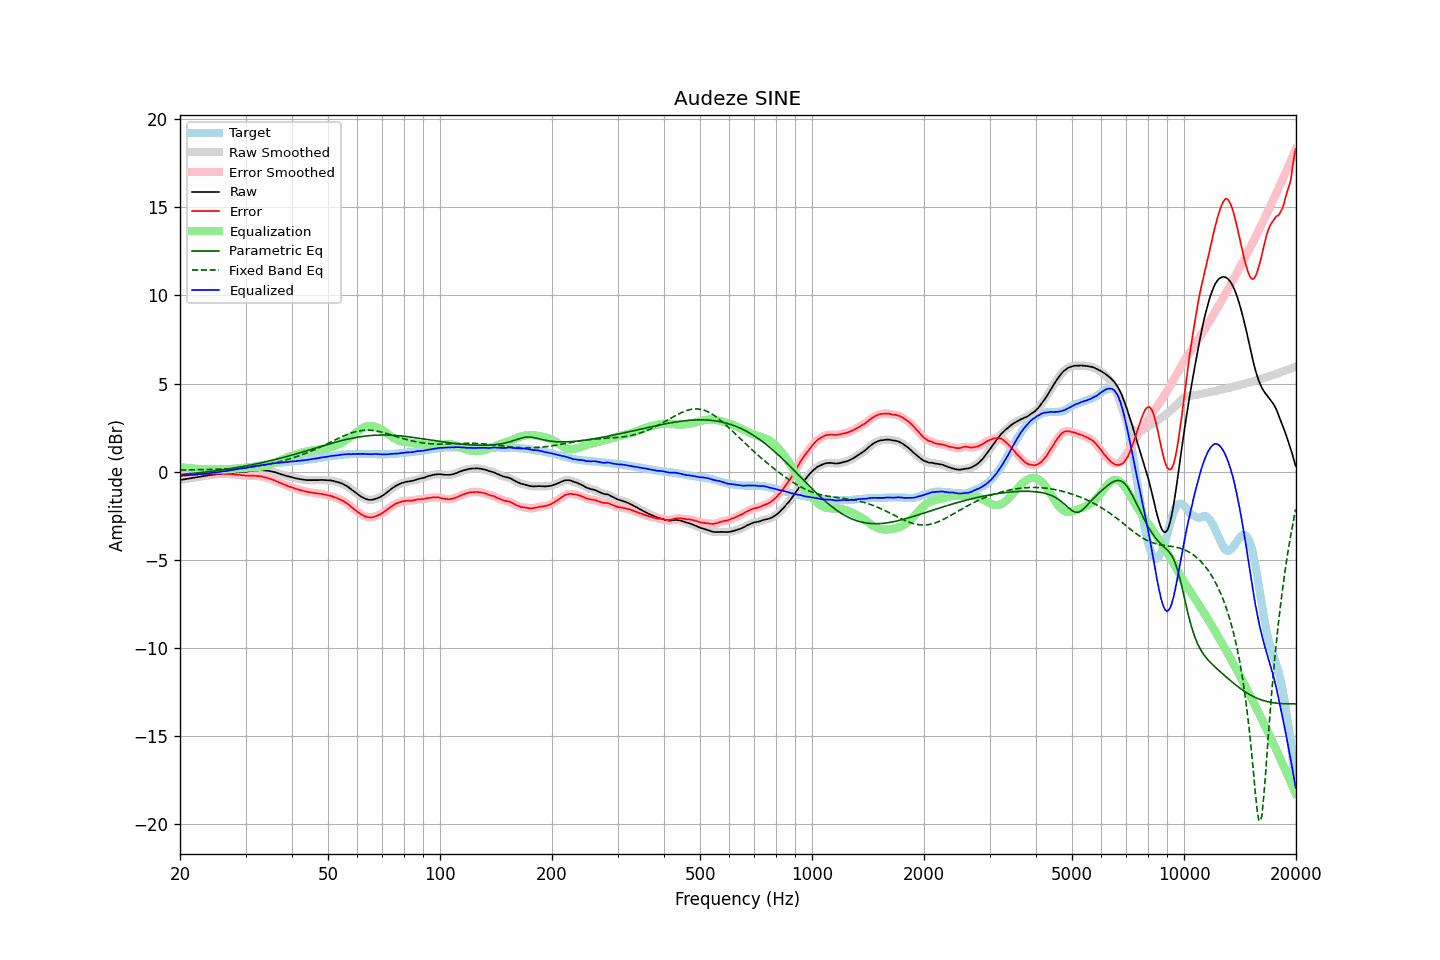 Audeze SINE
Amplitude (dBr)
20
15
10
5
0
−5
−10
−15
−20
Target
Raw Smoothed
Error Smoothed
Raw
Error
Equalization
Parametric Eq
Fixed Band Eq
Equalized
20 50 100 200 500 1000 2000 5000 10000 20000
Frequency (Hz)